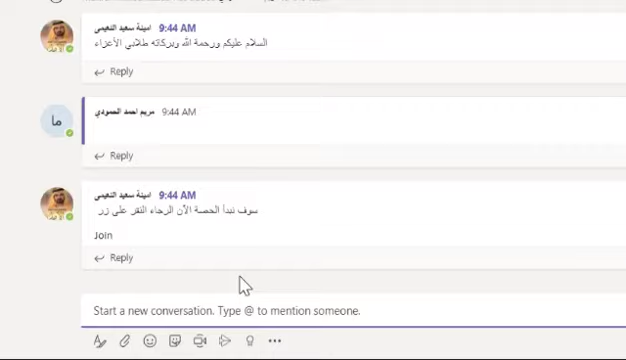 امينة سعيد النعيمي 9:44 AM
السلام عليكم ورحمة الله وبركاته طلابي الأعزاء
Reply
ما
مريم احمد الحمودي 9:44 AM
Reply
امينة سعيد النعيمي 9:44 AM
سوف نبدأ الحصة الأن الرجاء النقر على زر
Join
Reply
Start a new conversation. Type @ to mention someone.